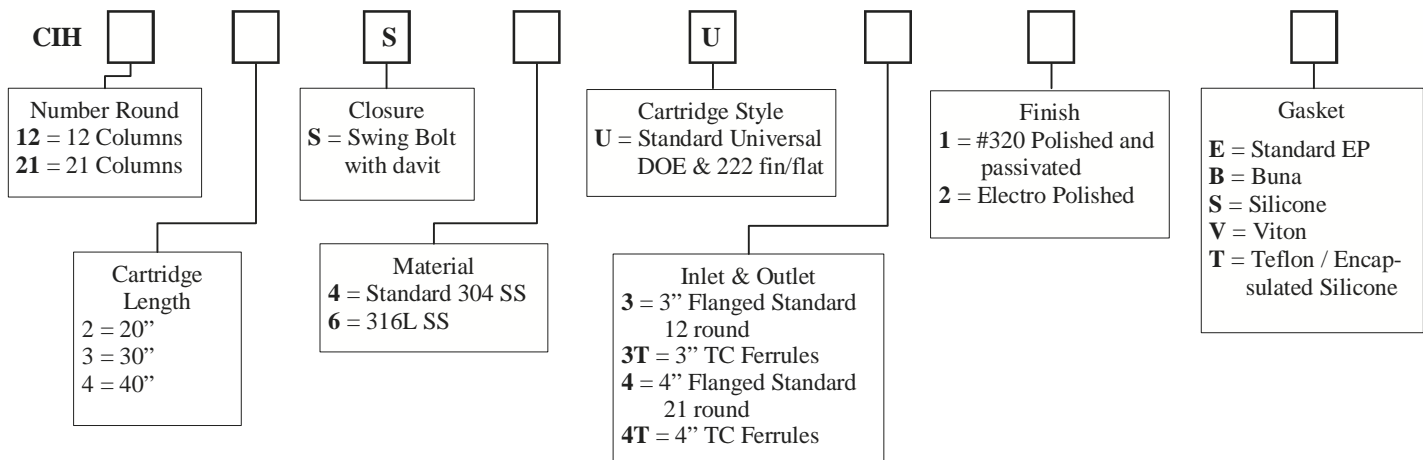 CIH S U
Number Round
12 = 12 Columns
21 = 21 Columns
Closure
S = Swing Bolt
with davit
Cartridge Style
U = Standard Universal
DOE & 222 fin/flat
Finish
1 = #320 Polished and
passivated
2 = Electro Polished
Gasket
E = Standard EP
B = Buna
S = Silicone
V = Viton
T = Teflon / Encap-
sulated Silicone
Cartridge
Length
2 = 20”
3 = 30”
4 = 40”
Material
4 = Standard 304 SS
6 = 316L SS
Inlet & Outlet
3 = 3” Flanged Standard
12 round
3T = 3” TC Ferrules
4 = 4” Flanged Standard
21 round
4T = 4” TC Ferrules